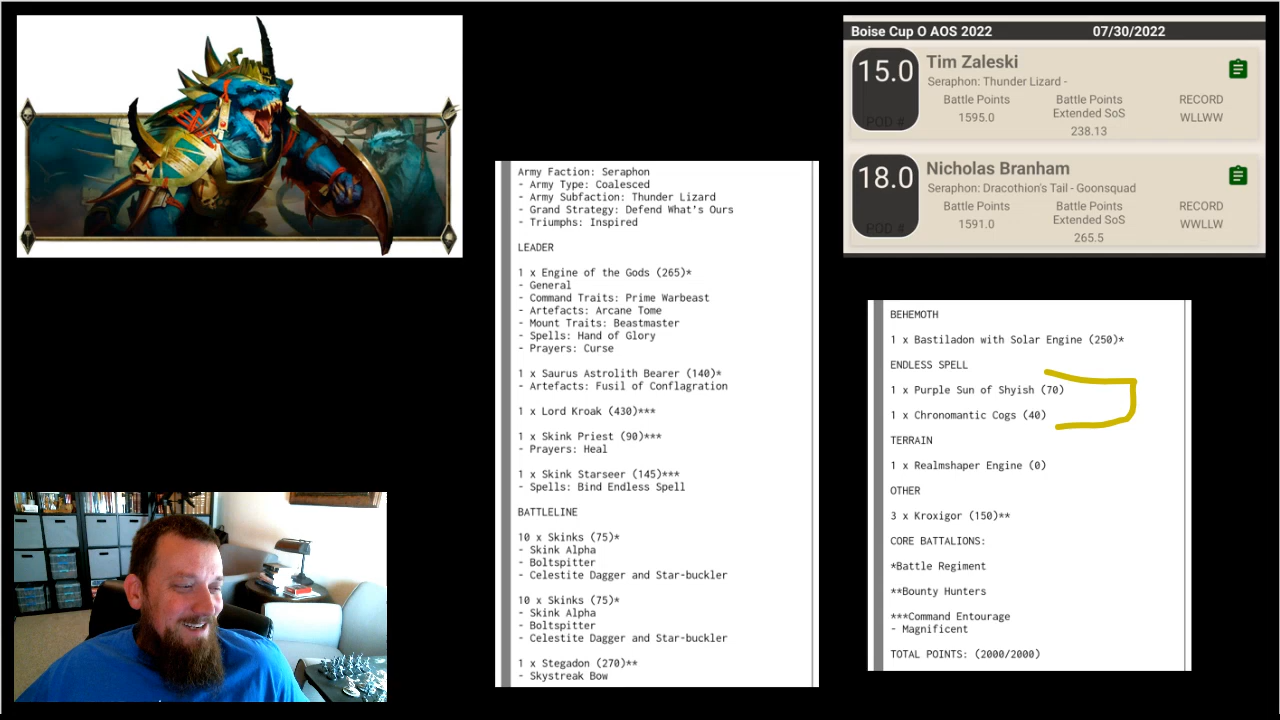 Boise Cup O AOS 2022 07/30/2022
15.0
POD #
Tim Zaleski
Seraphon: Thunder Lizard -
Battle Points Battle Points Extended SoS RECORD
1595.0 238.13 WLLWW
18.0
POD #
Nicholas Branham
Seraphon: Dracothion's Tail - Goonsquad
Battle Points Battle Points Extended SoS RECORD
1591.0 265.5 WWLLW
Army Faction: Seraphon
- Army Type: Coalesced
- Army Subfaction: Thunder Lizard
- Grand Strategy: Defend What's Ours
- Triumphs: Inspired
LEADER
1 x Engine of the Gods (265)*
- General
- Command Traits: Prime Warbeast
- Artefacts: Arcane Tome
- Mount Traits: Beastmaster
- Spells: Hand of Glory
- Prayers: Curse
1 x Saurus Astrolith Bearer (140)*
- Artefacts: Fusil of Conflagration
1 x Lord Kroak (430)***
1 x Skink Priest (90)***
- Prayers: Heal
1 x Skink Starseer (145)***
- Spells: Bind Endless Spell
BATTLELINE
10 x Skinks (75)*
- Skink Alpha
- Boltspitter
- Celestite Dagger and Star-buckler
10 x Skinks (75)*
- Skink Alpha
- Boltspitter
- Celestite Dagger and Star-buckler
1 x Stegadon (270)**
- Skystreak Bow
BEHEMOTH
1 x Bastiladon with Solar Engine (250)*
ENDLESS SPELL
1 x Purple Sun of Shyish (70)
1 x Chronomantic Cogs (40)
TERRAIN
1 x Realmshaper Engine (0)
OTHER
3 x Kroxigor (150)**
CORE BATTALIONS:
*Battle Regiment
**Bounty Hunters
***Command Entourage
- Magnificent
TOTAL POINTS: (2000/2000)